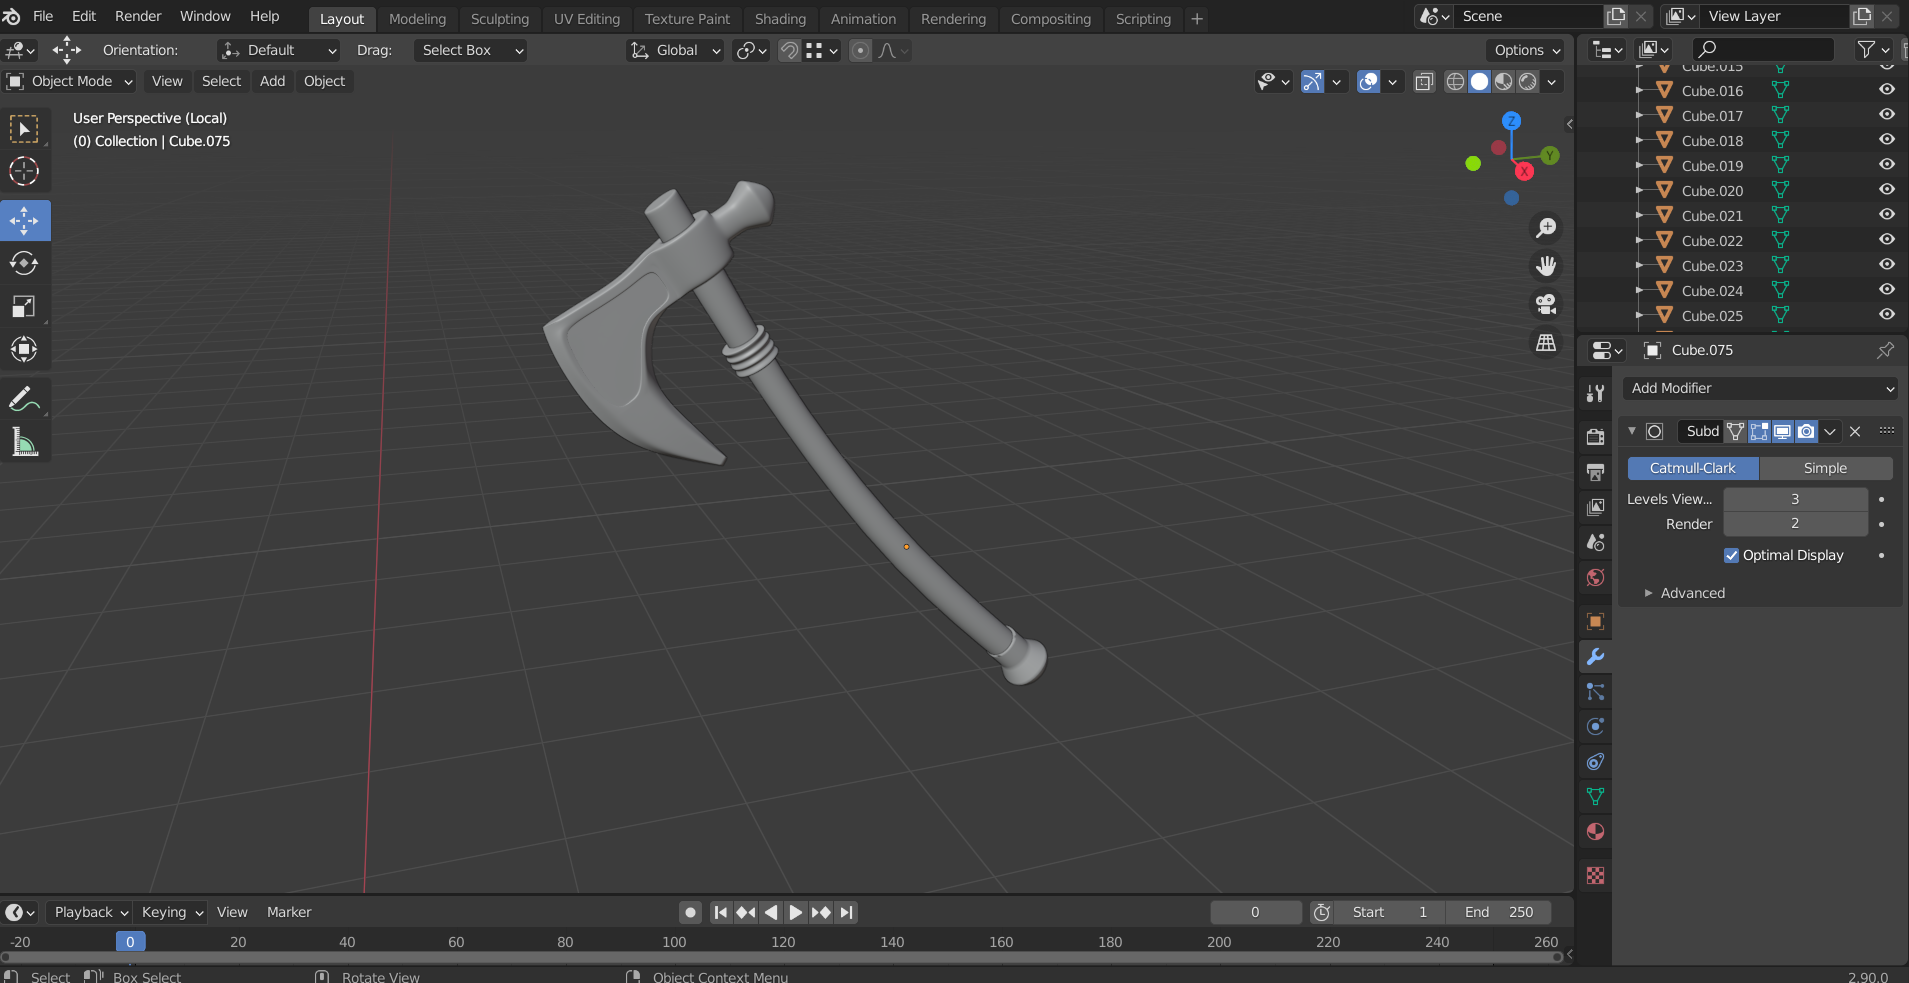 File Edit Render Window Help Layout Modeling Sculpting UV Editing Texture Paint Shading Animation Rendering Compositing Scripting + Scene View Layer
Orientation: Default Drag: Select Box Global Options
Object Mode View Select Add Object
User Perspective (Local)
(0) Collection | Cube.075
Z
Y
X
Cube.015
Cube.016
Cube.017
Cube.018
Cube.019
Cube.020
Cube.021
Cube.022
Cube.023
Cube.024
Cube.025
Cube.075
Add Modifier
Subd
Catmull-Clark Simple
Levels View... 3
Render 2
Optimal Display
Advanced
Playback Keying View Marker 0 Start 1 End 250
-20 0 20 40 60 80 100 120 140 160 180 200 220 240 260
Select Box Select Rotate View Object Context Menu 2.90.0